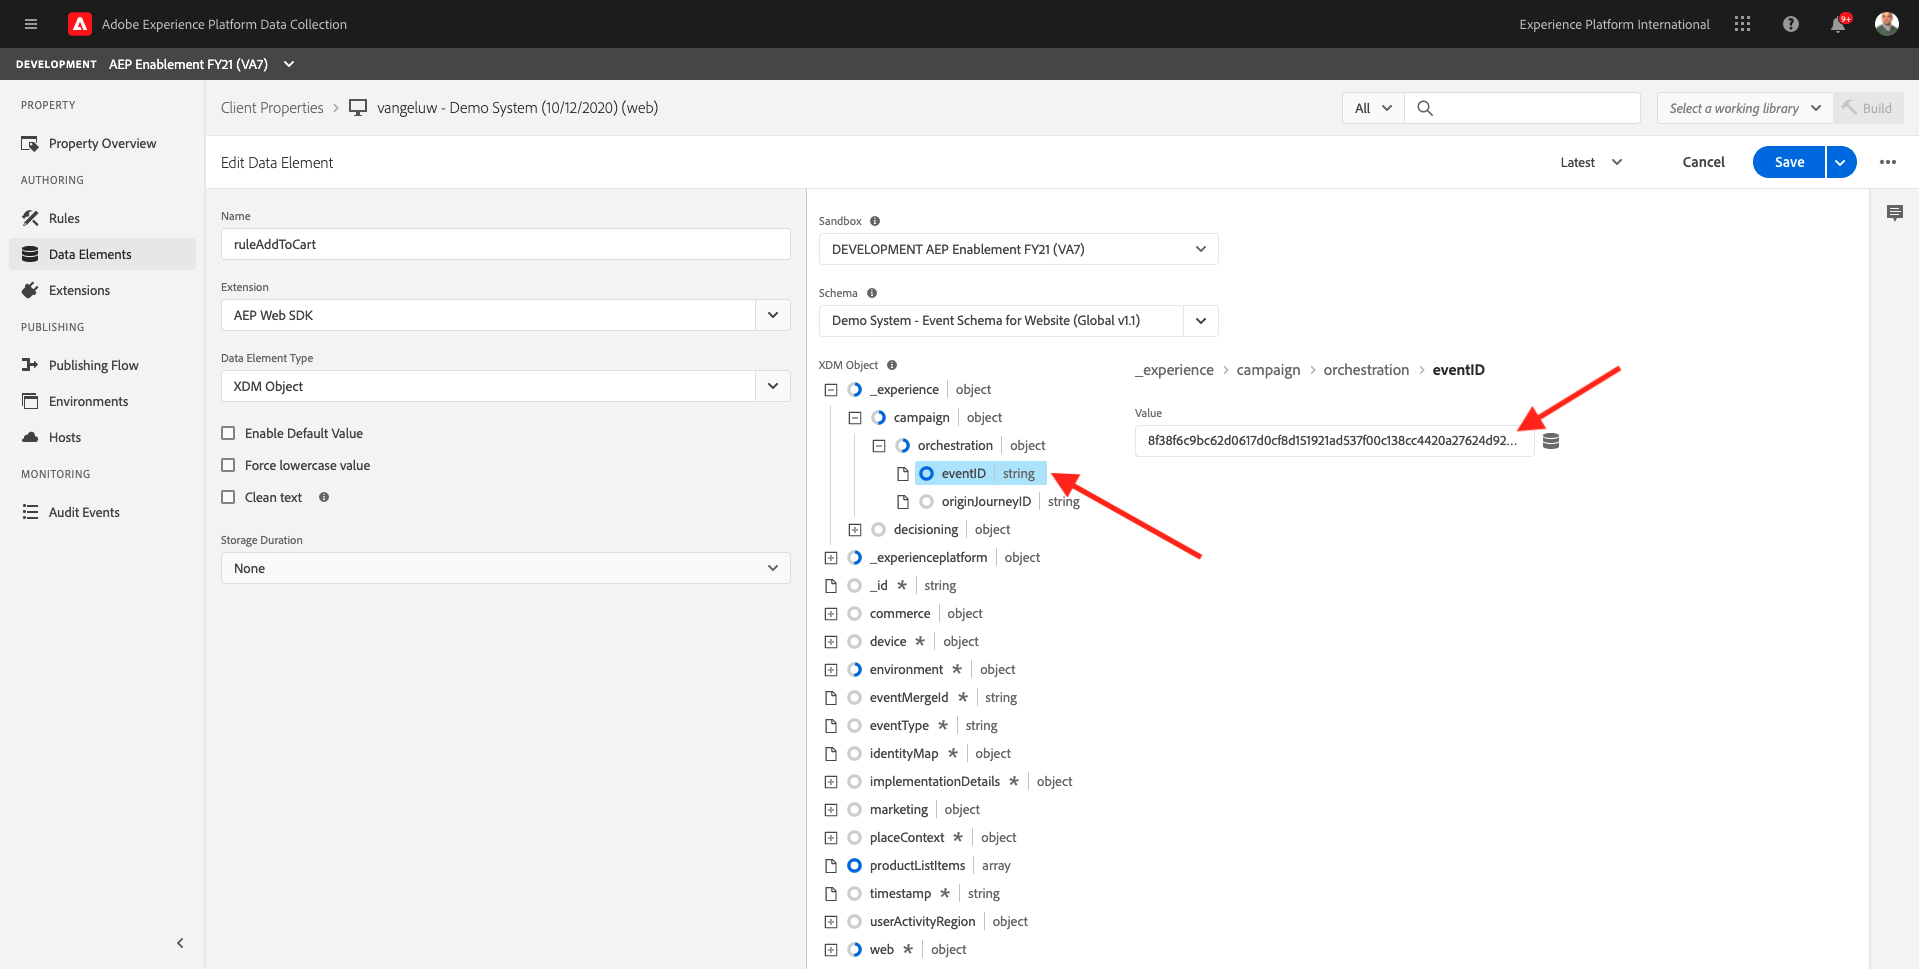 Adobe Experience Platform Data Collection
Experience Platform International
9+
DEVELOPMENT AEP Enablement FY21 (VA7)
PROPERTY
Property Overview
AUTHORING
Rules
Data Elements
Extensions
PUBLISHING
Publishing Flow
Environments
Hosts
MONITORING
Audit Events
Client Properties vangeluw - Demo System (10/12/2020) (web)
All
Select a working library
Build
Edit Data Element
Latest
Cancel
Save
Name
ruleAddToCart
Extension
AEP Web SDK
Data Element Type
XDM Object
Enable Default Value
Force lowercase value
Clean text
Storage Duration
None
Sandbox
DEVELOPMENT AEP Enablement FY21 (VA7)
Schema
Demo System - Event Schema for Website (Global v1.1)
XDM Object
_experience object
campaign object
orchestration object
eventID string
originJourneyID string
decisioning object
_experienceplatform object
_id * string
commerce object
device * object
environment * object
eventMergeId * string
eventType * string
identityMap * object
implementationDetails * object
marketing object
placeContext * object
productListItems array
timestamp * string
userActivityRegion object
web * object
_experience > campaign > orchestration > eventID
Value
8f38f6c9bc62d0617d0cf8d151921ad537f00c138cc4420a27624d92...